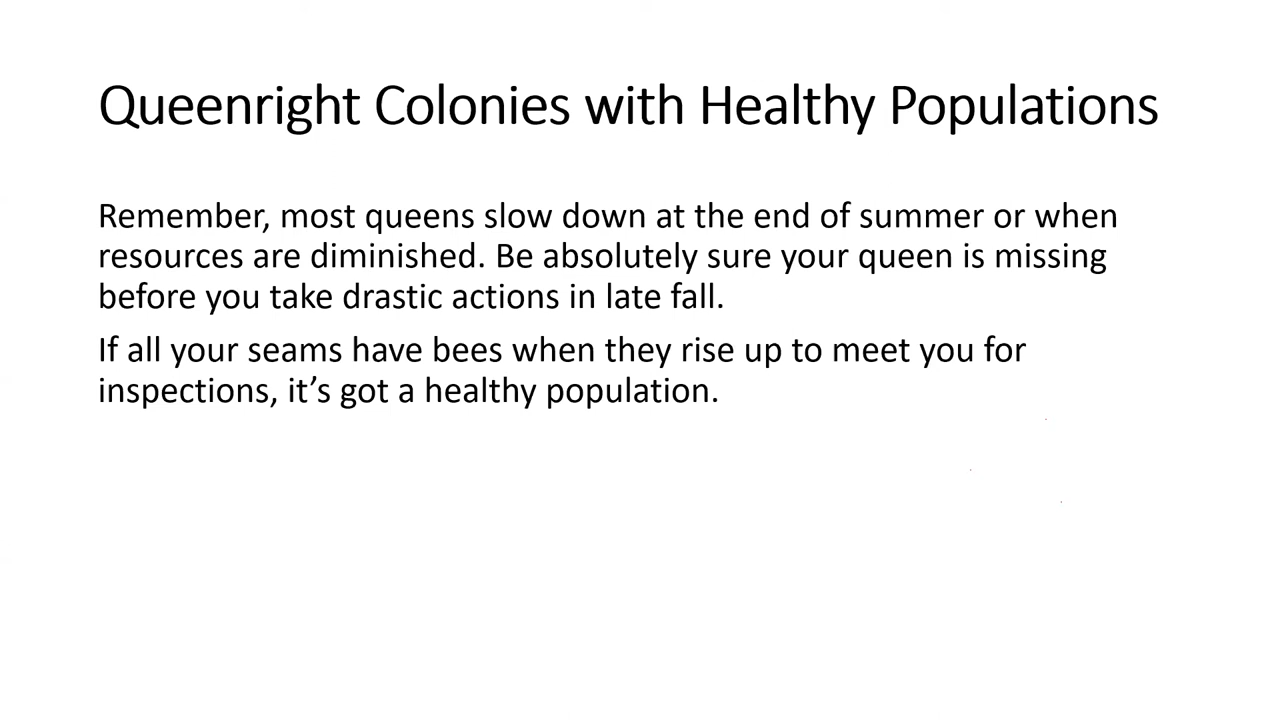 Queenright Colonies with Healthy Populations
Remember, most queens slow down at the end of summer or when
resources are diminished. Be absolutely sure your queen is missing
before you take drastic actions in late fall.
If all your seams have bees when they rise up to meet you for
inspections, it’s got a healthy population.